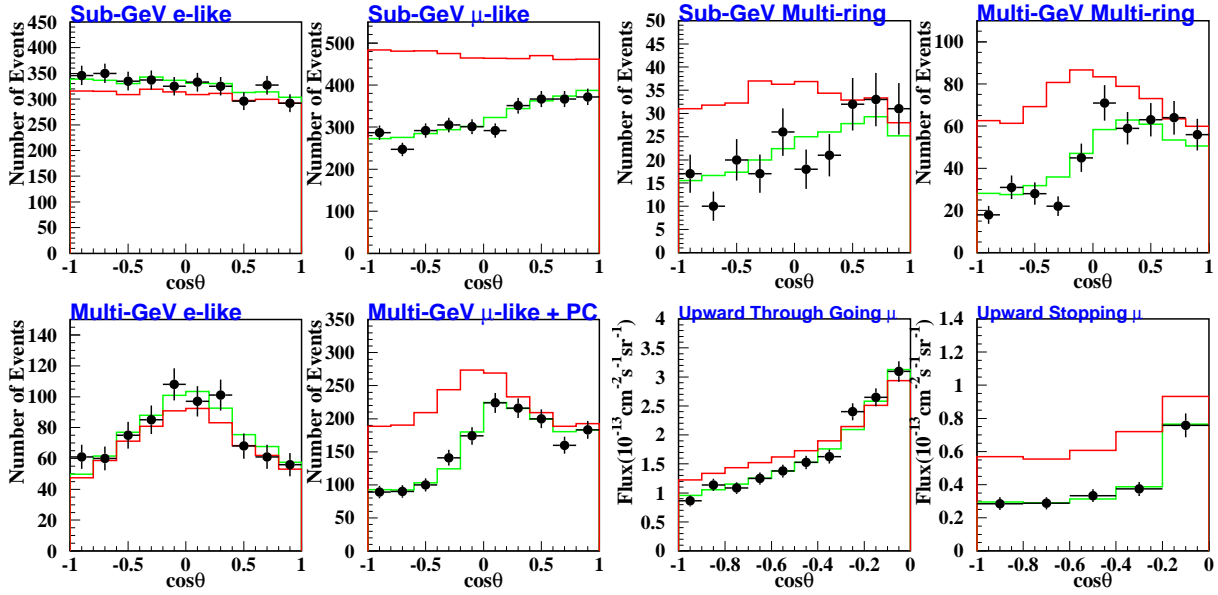 Sub-GeV e-like
Number of Events
450
400
350
300
250
200
150
100
50
0
-1 -0.5 0 0.5 1
cosθ
Sub-GeV μ-like
Number of Events
500
400
300
200
100
0
-1 -0.5 0 0.5 1
cosθ
Sub-GeV Multi-ring
Number of Events
50
45
40
35
30
25
20
15
10
5
0
-1 -0.5 0 0.5 1
cosθ
Multi-GeV Multi-ring
Number of Events
100
80
60
40
20
0
-1 -0.5 0 0.5 1
cosθ
Multi-GeV e-like
Number of Events
140
120
100
80
60
40
20
0
-1 -0.5 0 0.5 1
cosθ
Multi-GeV μ-like + PC
Number of Events
350
300
250
200
150
100
50
0
-1 -0.5 0 0.5 1
cosθ
Upward Through Going μ
Flux(10⁻¹³ cm⁻²s⁻¹sr⁻¹)
4
3.5
3
2.5
2
1.5
1
0.5
0
-1 -0.8 -0.6 -0.4 -0.2 0
cosθ
Upward Stopping μ
Flux(10⁻¹³ cm⁻²s⁻¹sr⁻¹)
1.4
1.2
1
0.8
0.6
0.4
0.2
0
-1 -0.8 -0.6 -0.4 -0.2 0
cosθ